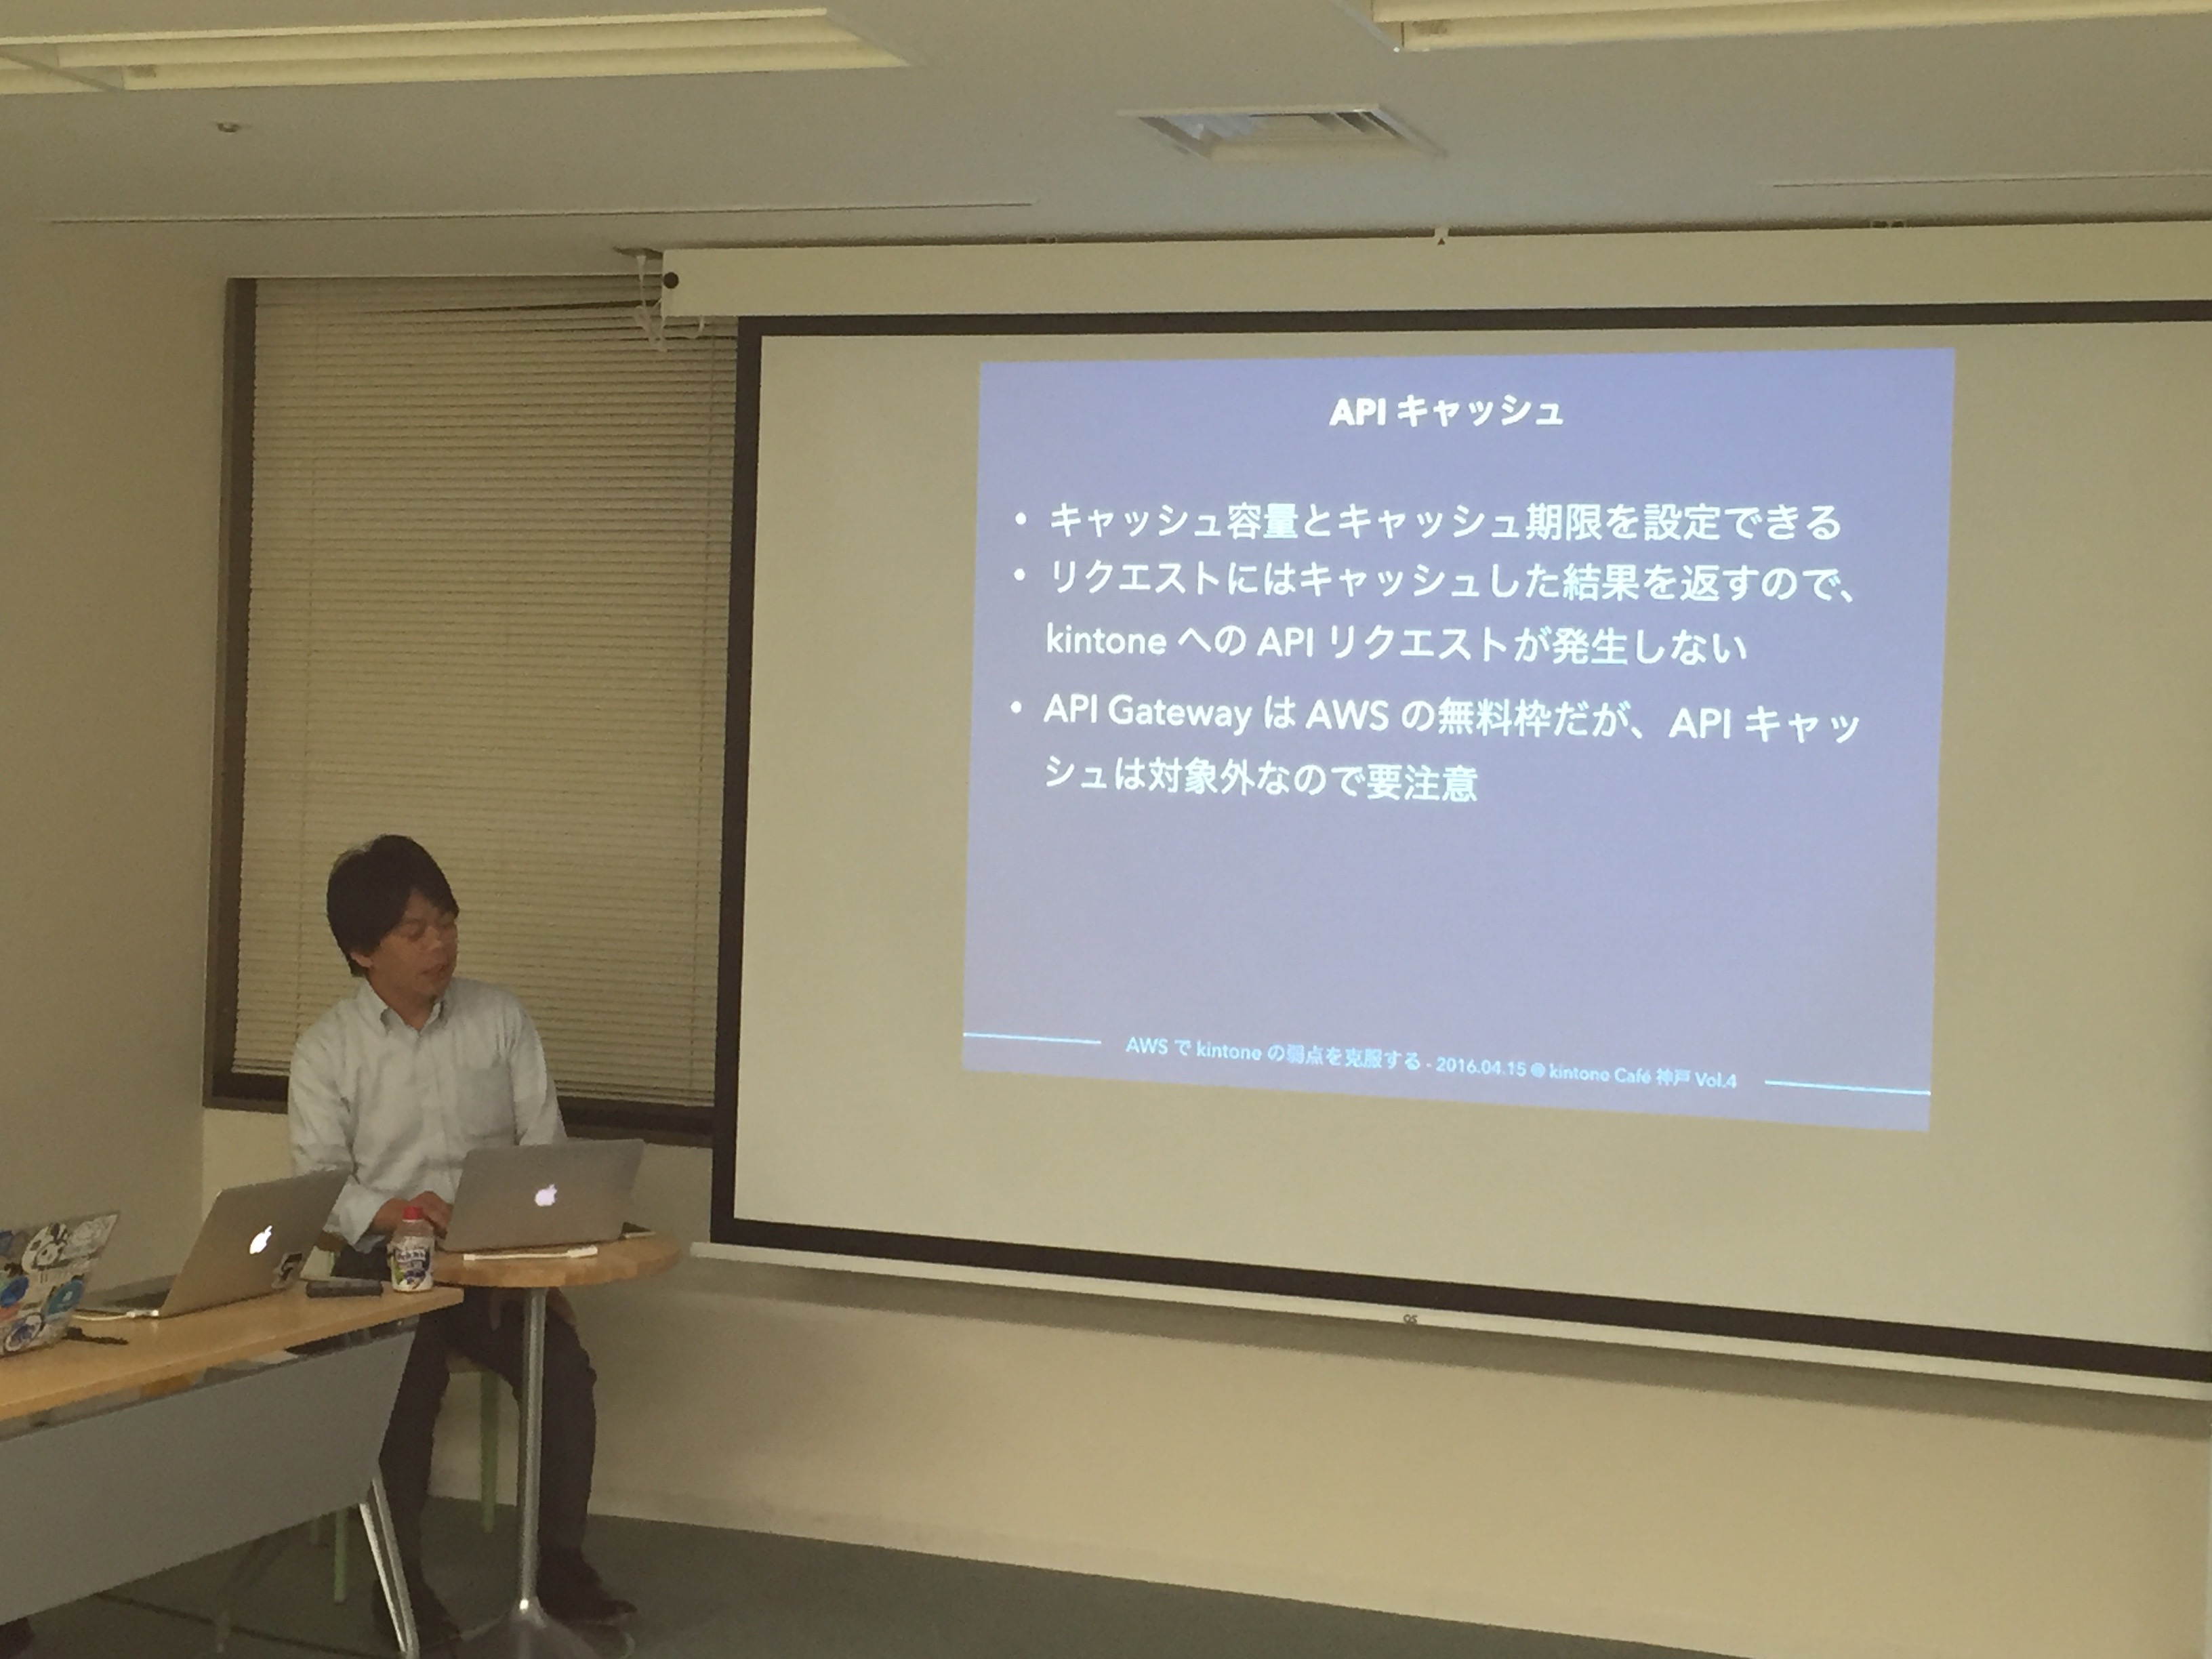 API キャッシュ
• キャッシュ容量とキャッシュ期限を設定できる
• リクエストにはキャッシュした結果を返すので、
kintone への API リクエストが発生しない
• API Gateway は AWS の無料枠だが、API キャッ
シュは対象外なので要注意
AWS で kintone の弱点を克服する - 2016.04.15 @ kintone Café 神戸 Vol.4